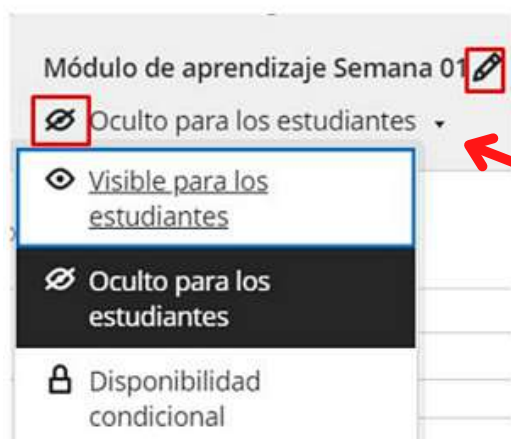 Módulo de aprendizaje Semana 01
Oculto para los estudiantes
Visible para los
estudiantes
Oculto para los
estudiantes
Disponibilidad
condicional